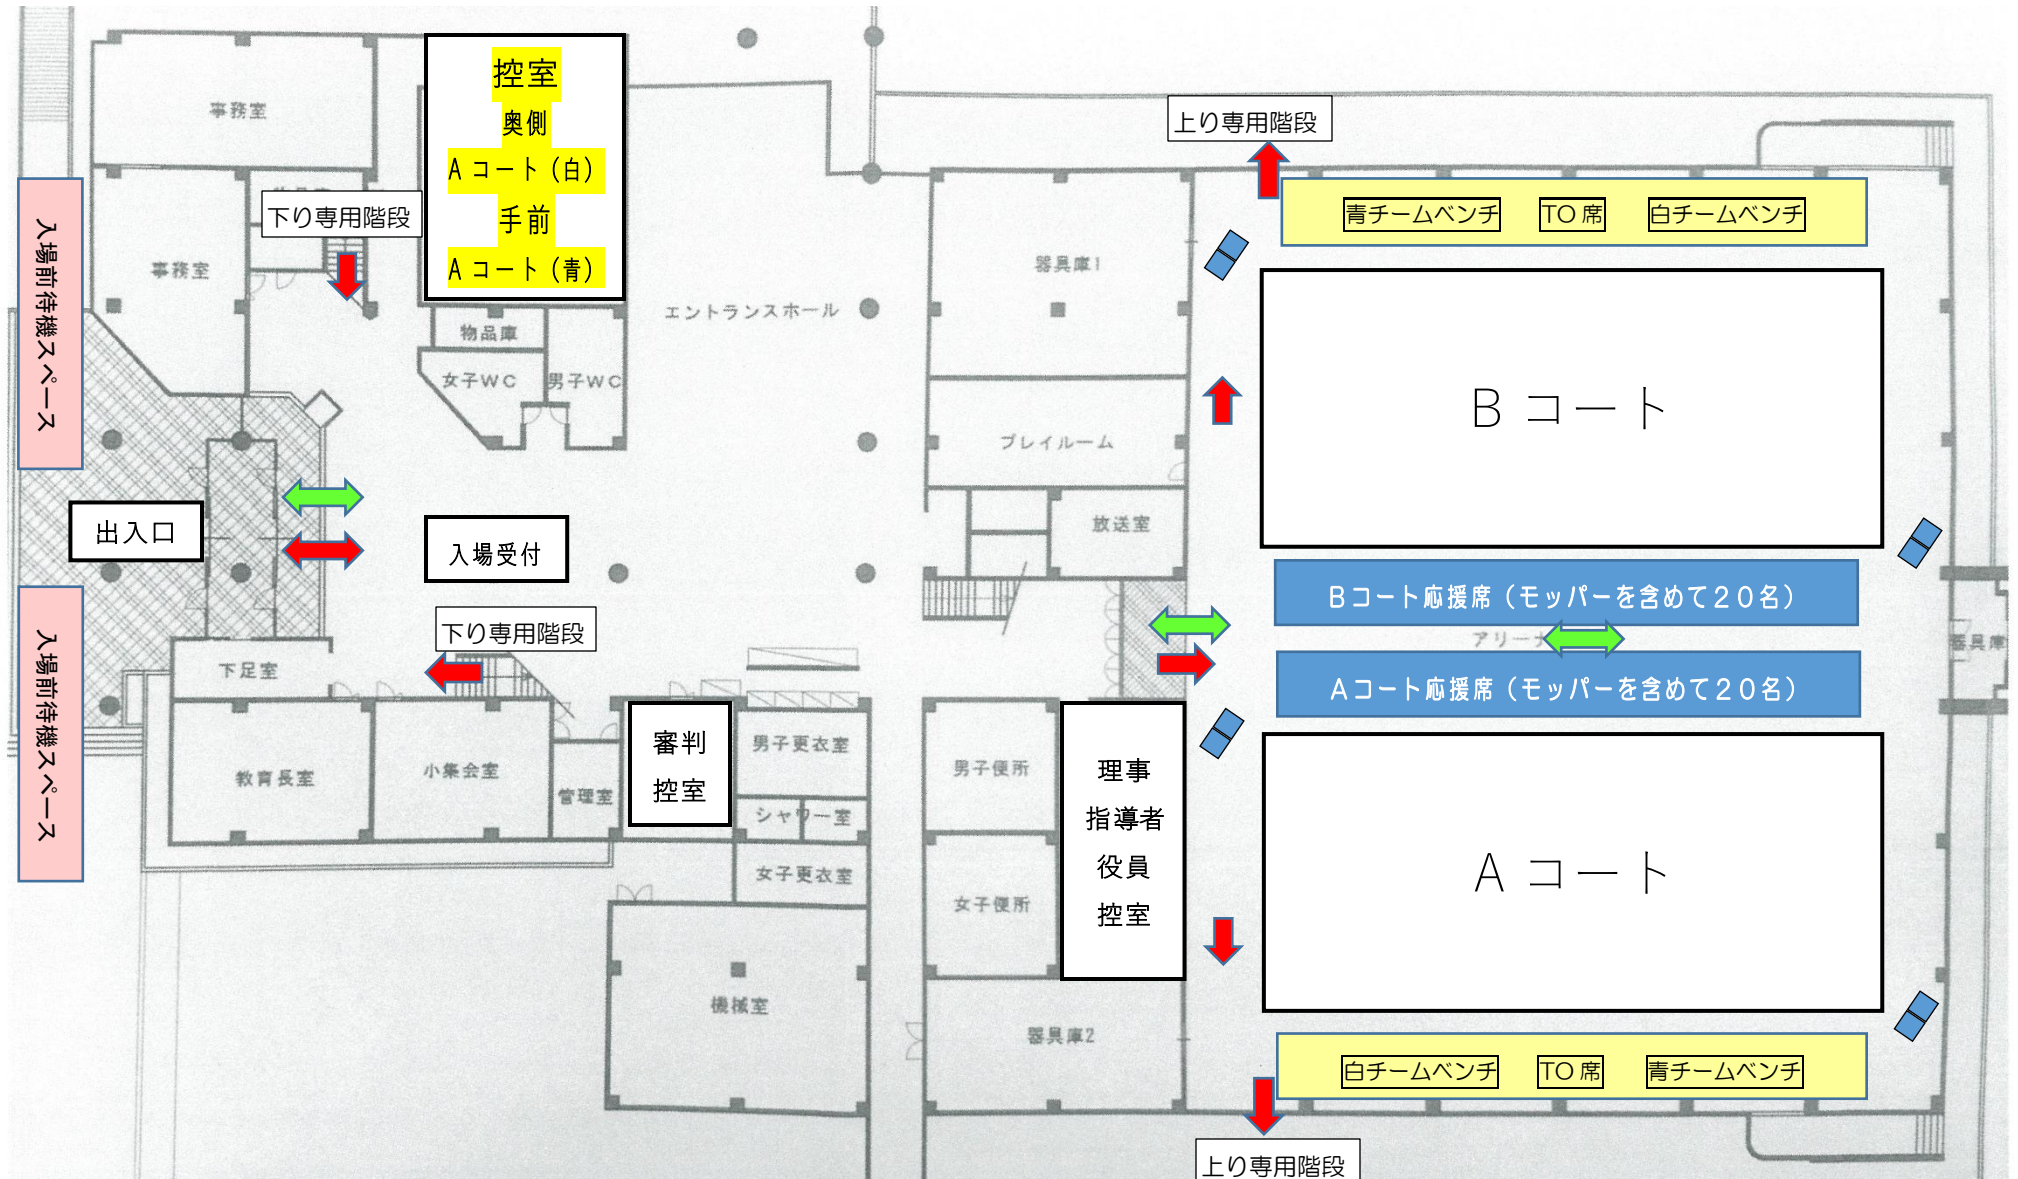 事務室
控室
奥側
Aコート（白）
手前
Aコート（青）
上り専用階段
下り専用階段
入場前待機スペース
事務室
青チームベンチ
TO席
白チームベンチ
器具庫1
エントランスホール
物品庫
女子WC
男子WC
Bコート
プレイルーム
出入口
入場受付
放送室
Bコート応援席（モッパーを含めて20名）
下り専用階段
アリーナ
器具庫
入場前待機スペース
下足室
Aコート応援席（モッパーを含めて20名）
教育長室
小集会室
管理室
審判
控室
男子更衣室
シャワー室
女子更衣室
男子便所
女子便所
理事
指導者
役員
控室
Aコート
機械室
器具庫2
白チームベンチ
TO席
青チームベンチ
上り専用階段